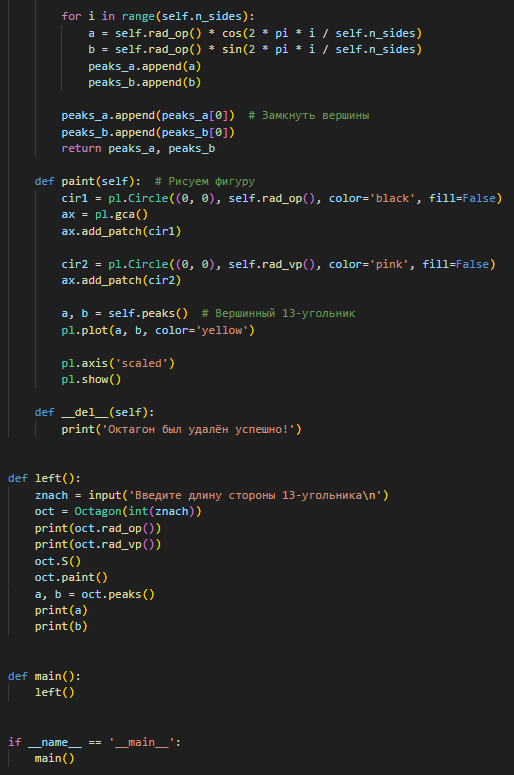 for i in range(self.n_sides):
    a = self.rad_op() * cos(2 * pi * i / self.n_sides)
    b = self.rad_op() * sin(2 * pi * i / self.n_sides)
    peaks_a.append(a)
    peaks_b.append(b)

peaks_a.append(peaks_a[0])  # Замкнуть вершины
peaks_b.append(peaks_b[0])
return peaks_a, peaks_b

def paint(self):  # Рисуем фигуру
    cir1 = pl.Circle((0, 0), self.rad_op(), color='black', fill=False)
    ax = pl.gca()
    ax.add_patch(cir1)

    cir2 = pl.Circle((0, 0), self.rad_vp(), color='pink', fill=False)
    ax.add_patch(cir2)

    a, b = self.peaks()  # Вершинный 13-угольник
    pl.plot(a, b, color='yellow')

    pl.axis('scaled')
    pl.show()

def __del__(self):
    print('Октагон был удалён успешно!')


def left():
    znach = input('Введите длину стороны 13-угольника\n')
    oct = Octagon(int(znach))
    print(oct.rad_op())
    print(oct.rad_vp())
    oct.S()
    oct.paint()
    a, b = oct.peaks()
    print(a)
    print(b)


def main():
    left()


if __name__ == '__main__':
    main()